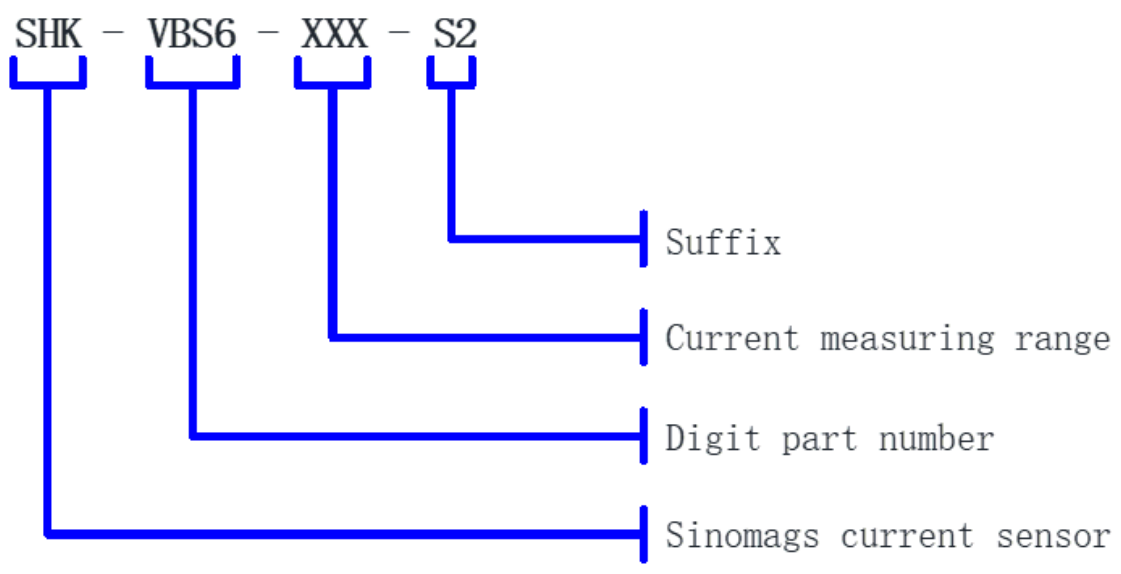 SHK - VBS6 - XXX - S2
Suffix
Current measuring range
Digit part number
Sinomags current sensor